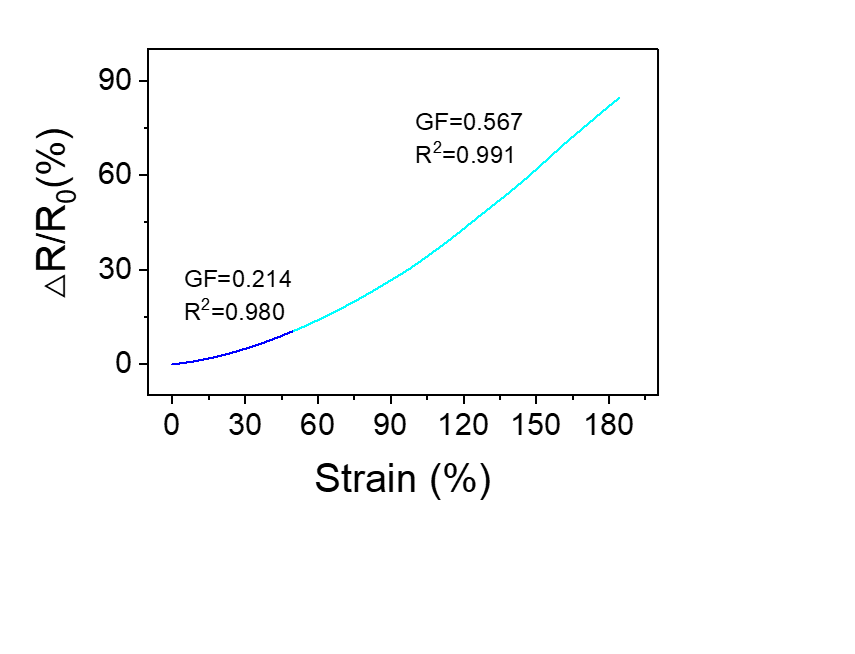 90
60
30
0
△R/R0(%)
GF=0.567
R2=0.991
GF=0.214
R2=0.980
0 30 60 90 120 150 180
Strain (%)